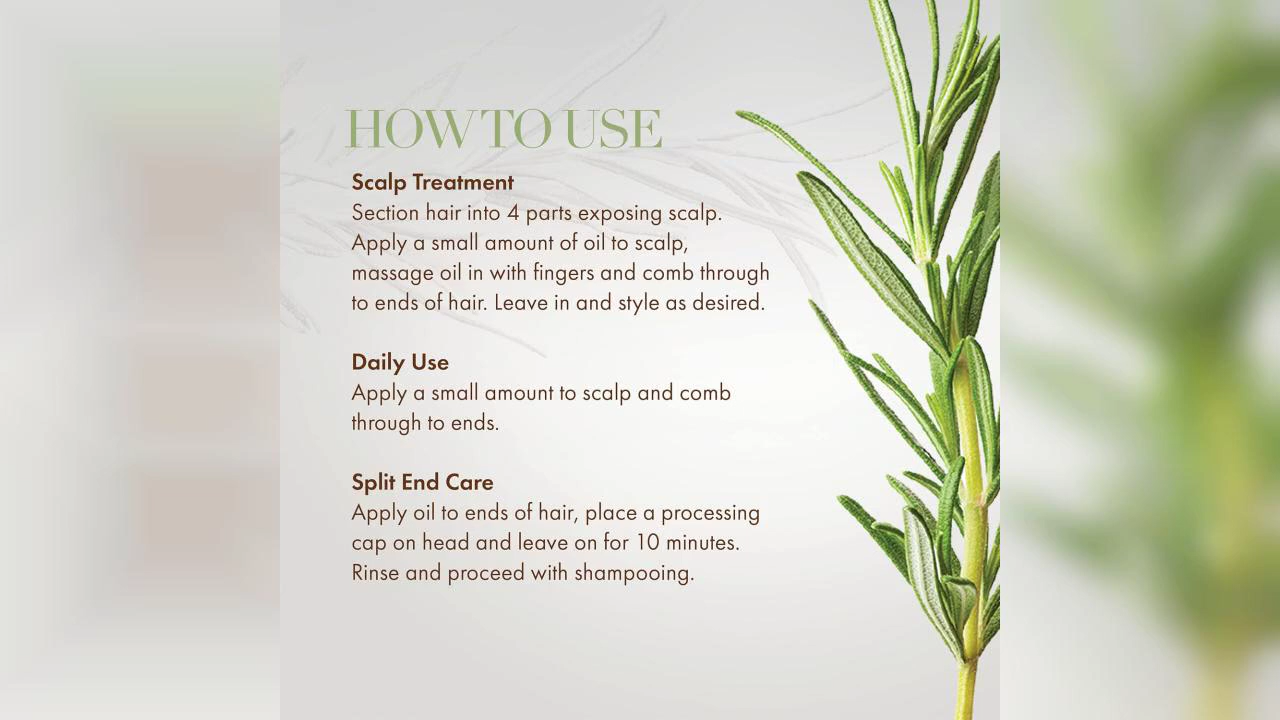 HOW TO USE
Scalp Treatment
Section hair into 4 parts exposing scalp.
Apply a small amount of oil to scalp,
massage oil in with fingers and comb through
to ends of hair. Leave in and style as desired.
Daily Use
Apply a small amount to scalp and comb
through to ends.
Split End Care
Apply oil to ends of hair, place a processing
cap on head and leave on for 10 minutes.
Rinse and proceed with shampooing.